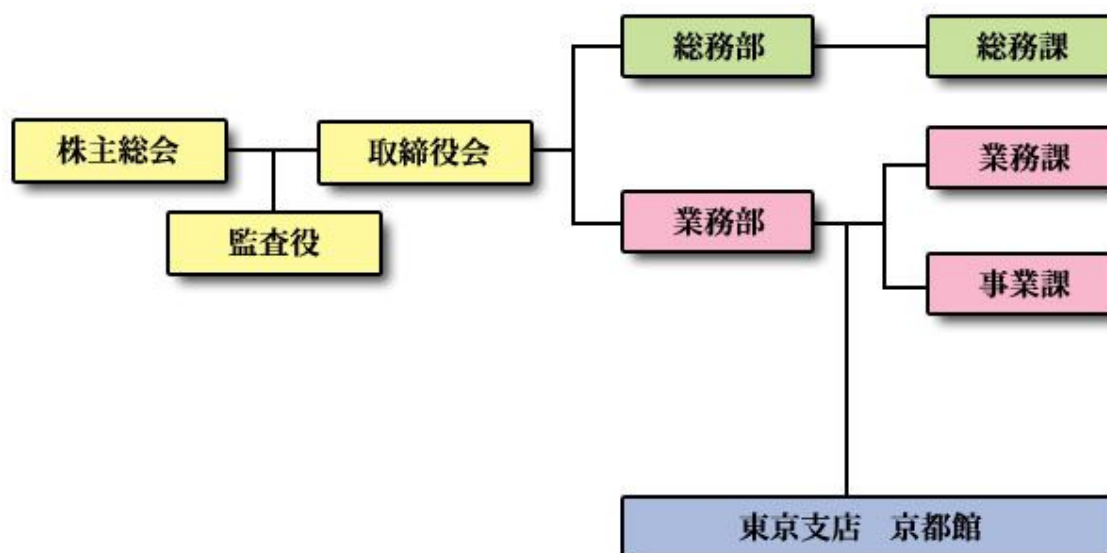 株主総会
監査役
取締役会
総務部
総務課
業務部
業務課
事業課
東京支店　京都館